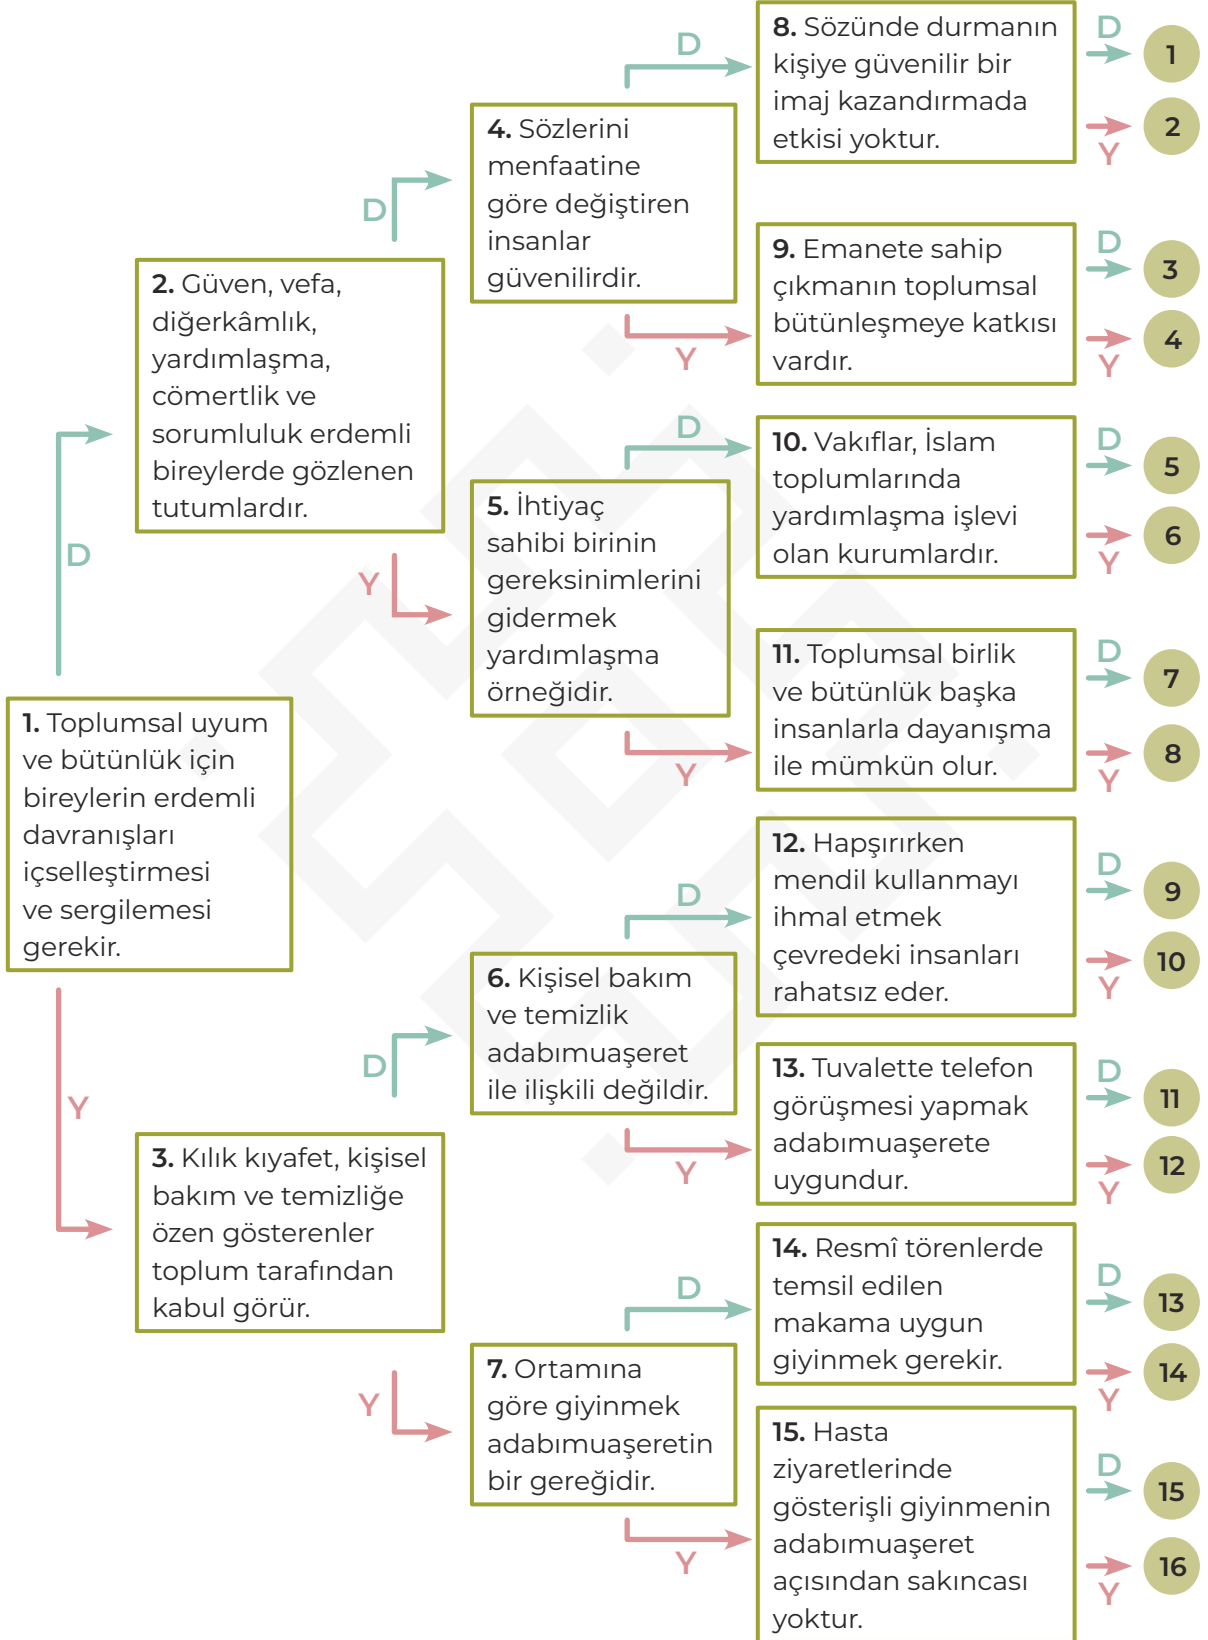 1. Toplumsal uyum
ve bütünlük için
bireylerin erdemli
davranışları
içselleştirmesi
ve sergilemesi
gerekir.
D
Y
2. Güven, vefa,
diğerkâmlık,
yardımlaşma,
cömertlik ve
sorumluluk erdemli
bireylerde gözlenen
tutumlardır.
D
Y
3. Kılık kıyafet, kişisel
bakım ve temizliğe
özen gösterenler
toplum tarafından
kabul görür.
D
Y
4. Sözlerini
menfaatine
göre değiştiren
insanlar
güvenilirdir.
D
Y
5. İhtiyaç
sahibi birinin
gereksinimlerini
gidermek
yardımlaşma
örneğidir.
D
Y
6. Kişisel bakım
ve temizlik
adabımuaşeret
ile ilişkili değildir.
D
Y
7. Ortamına
göre giyinmek
adabımuaşeretin
bir gereğidir.
D
Y
8. Sözünde durmanın
kişiye güvenilir bir
imaj kazandırmada
etkisi yoktur.
D
1
Y
2
9. Emanete sahip
çıkmanın toplumsal
bütünleşmeye katkısı
vardır.
D
3
Y
4
10. Vakıflar, İslam
toplumlarında
yardımlaşma işlevi
olan kurumlardır.
D
5
Y
6
11. Toplumsal birlik
ve bütünlük başka
insanlarla dayanışma
ile mümkün olur.
D
7
Y
8
12. Hapşırırken
mendil kullanmayı
ihmal etmek
çevredeki insanları
rahatsız eder.
D
9
Y
10
13. Tuvalette telefon
görüşmesi yapmak
adabımuaşerete
uygundur.
D
11
Y
12
14. Resmî törenlerde
temsil edilen
makama uygun
giyinmek gerekir.
D
13
Y
14
15. Hasta
ziyaretlerinde
gösterişli giyinmenin
adabımuaşeret
açısından sakıncası
yoktur.
D
15
Y
16